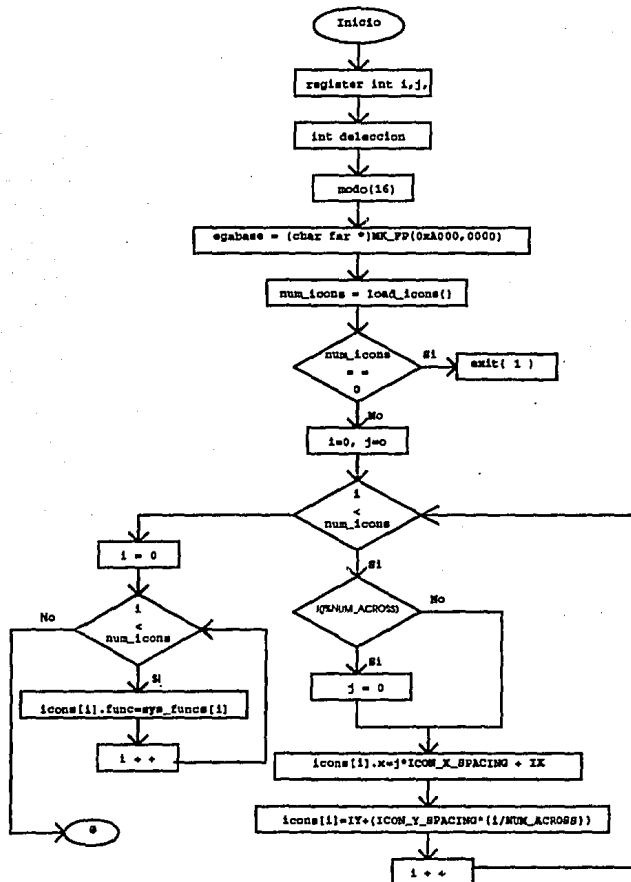 Inicio
register int i,j,
int deleccion
modo(16)
egabase = (char far *)MK_FP(0xA000,0000)
num_icons = load_icons()
num_icons
= =
0
Si
exit( 1 )
No
i=0, j=o
i
<
num_icons
i = 0
Si
No
i
<
num_icons
!(j%NUM_ACROSS)
No
Si
Si
j = 0
icons[i].func=sys_funcs[i]
i + +
icons[i].x=j*ICON_X_SPACING + IX
@
icons[i]=IY+(ICON_Y_SPACING*(i/NUM_ACROSS))
i + +